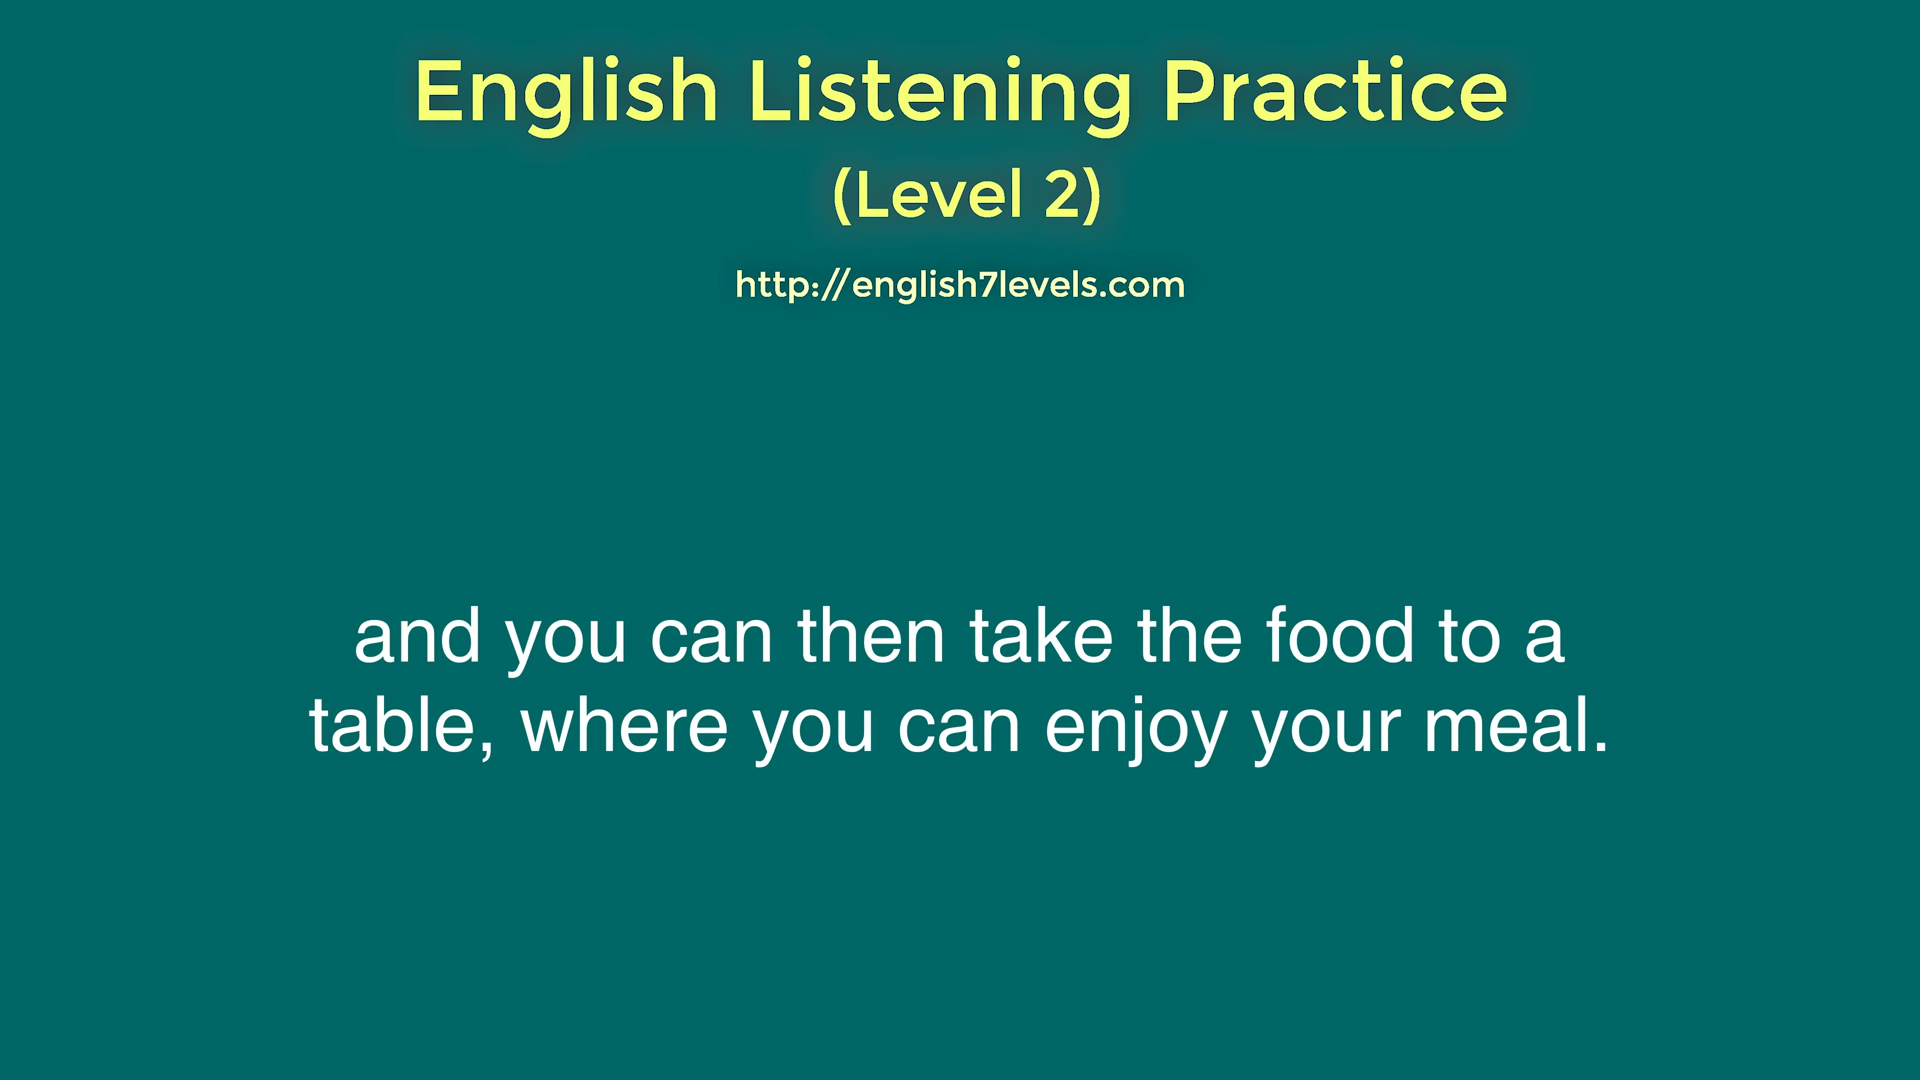 English Listening Practice
(Level 2)
http://english7levels.com
and you can then take the food to a
table, where you can enjoy your meal.